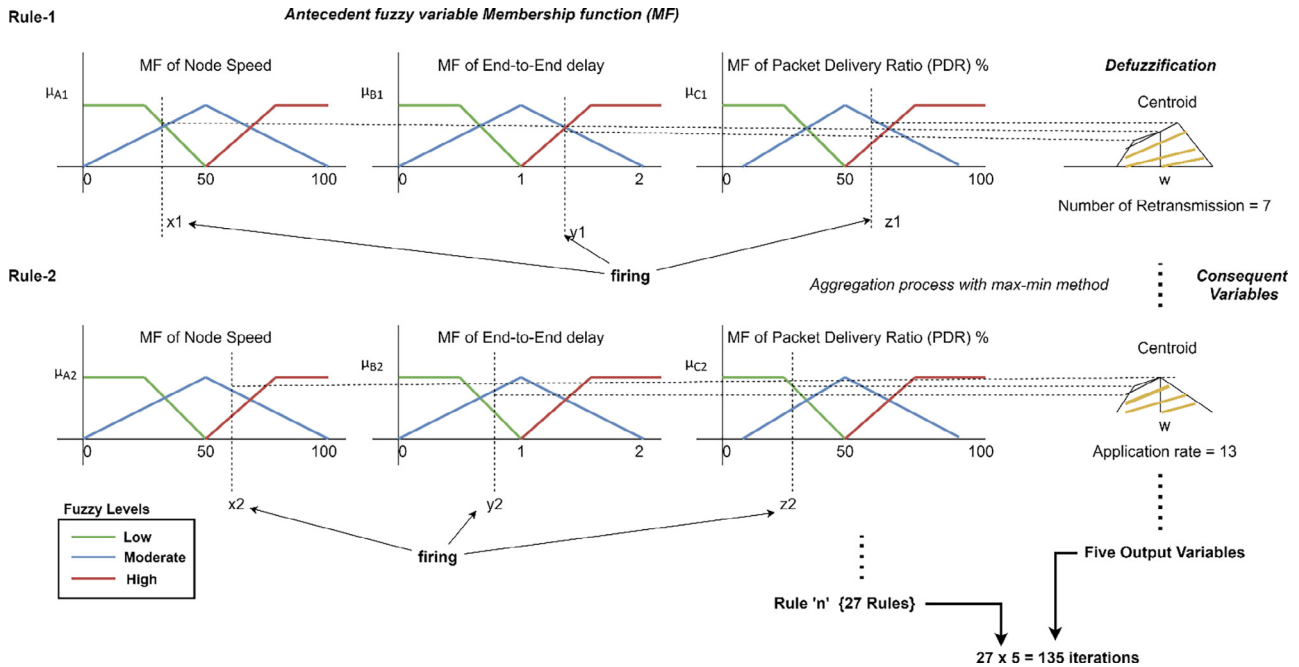 Rule-1
Antecedent fuzzy variable Membership function (MF)
MF of Node Speed
MF of End-to-End delay
MF of Packet Delivery Ratio (PDR) %
Defuzzification
μA1
μB1
μC1
Centroid
0 50 100
0 1 2
0 50 100
w
x1
y1
z1
Number of Retransmission = 7
firing
Rule-2
Aggregation process with max-min method
Consequent
Variables
MF of Node Speed
MF of End-to-End delay
MF of Packet Delivery Ratio (PDR) %
Centroid
μA2
μB2
μC2
0 50 100
0 1 2
0 50 100
w
Application rate = 13
x2
y2
z2
Fuzzy Levels
Low
Moderate
High
firing
Five Output Variables
Rule 'n' {27 Rules}
27 x 5 = 135 iterations